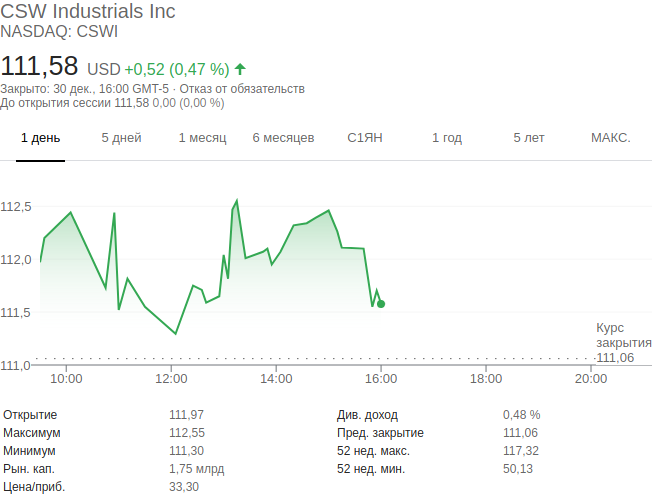 CSW Industrials Inc
NASDAQ: CSWI
111,58 USD +0,52 (0,47 %)
Закрыто: 30 дек., 16:00 GMT-5 · Отказ от обязательств
До открытия сессии 111,58 0,00 (0,00 %)
1 день 5 дней 1 месяц 6 месяцев С1ЯН 1 год 5 лет МАКС.
112,5
112,0
111,5
Курс
закрытия
111,06
111,0
10:00 12:00 14:00 16:00 18:00 20:00
Открытие 111,97 Див. доход 0,48 %
Максимум 112,55 Пред. закрытие 111,06
Минимум 111,30 52 нед. макс. 117,32
Рын. кап. 1,75 млрд 52 нед. мин. 50,13
Цена/приб. 33,30